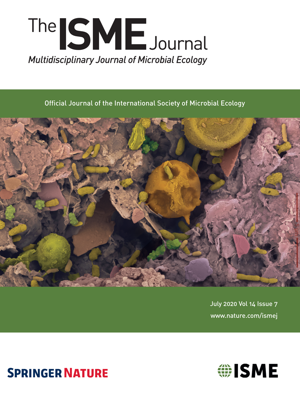 The ISME Journal
Multidisciplinary Journal of Microbial Ecology
Official Journal of the International Society of Microbial Ecology
July 2020 Vol 14 Issue 7
www.nature.com/ismej
SPRINGER NATURE
ISME